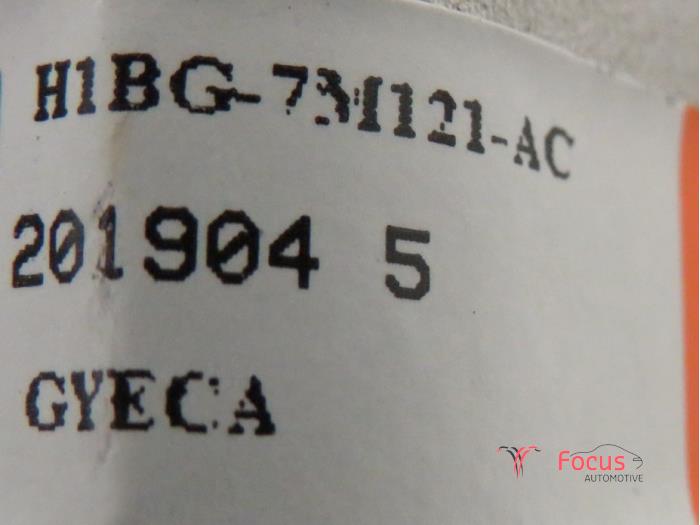 H1BG-7M121-AC
201904 5
GYECA
Focus
AUTOMOTIVE